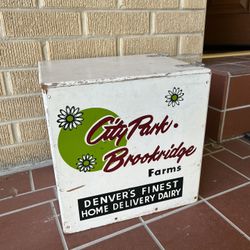 City Park.
Brookridge
Farms
DENVER'S FINEST
HOME DELIVERY DAIRY